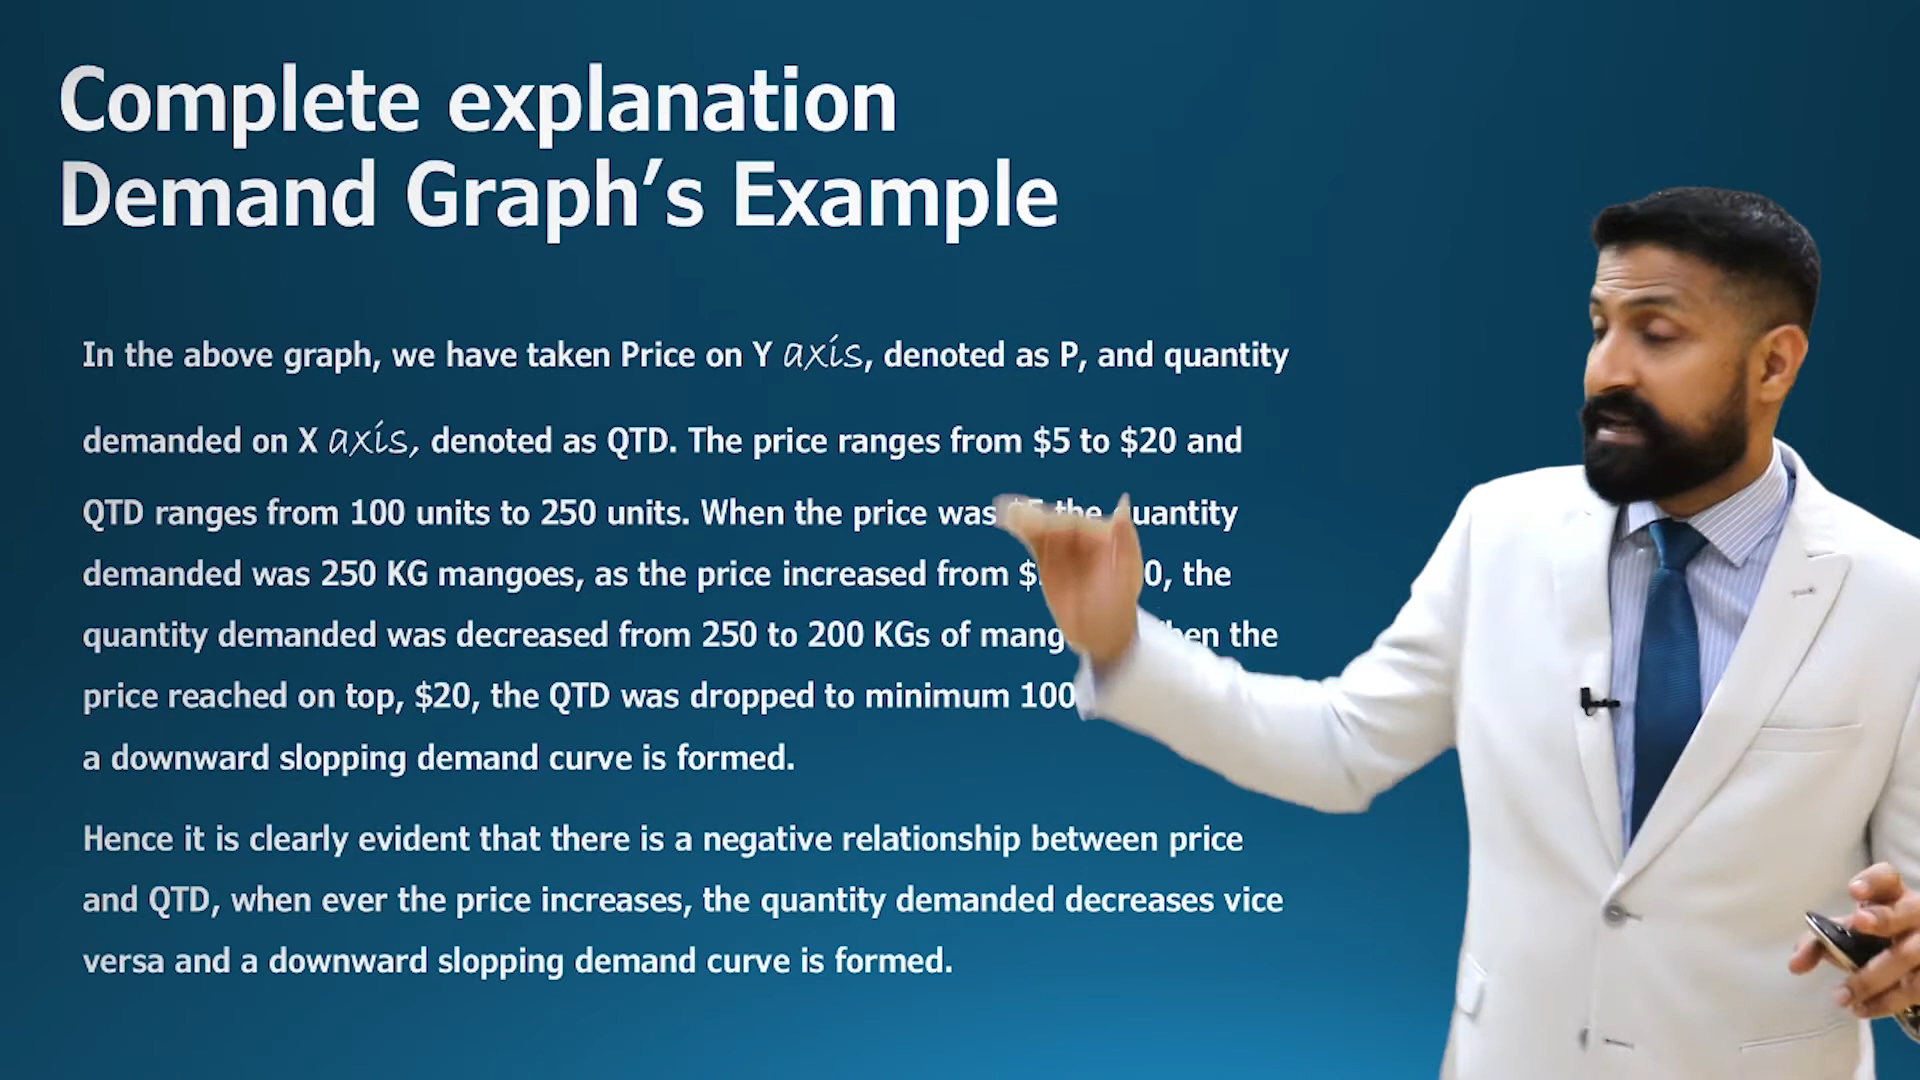 Complete explanation
Demand Graph's Example
In the above graph, we have taken Price on Y axis, denoted as P, and quantity
demanded on X axis, denoted as QTD. The price ranges from $5 to $20 and
QTD ranges from 100 units to 250 units. When the price was $5 the quantity
demanded was 250 KG mangoes, as the price increased from the
quantity demanded was decreased from 250 to 200 KGs of the
price reached on top, $20, the QTD was dropped to minimum 100
a downward slopping demand curve is formed.
Hence it is clearly evident that there is a negative relationship between price
and QTD, when ever the price increases, the quantity demanded decreases vice
versa and a downward slopping demand curve is formed.